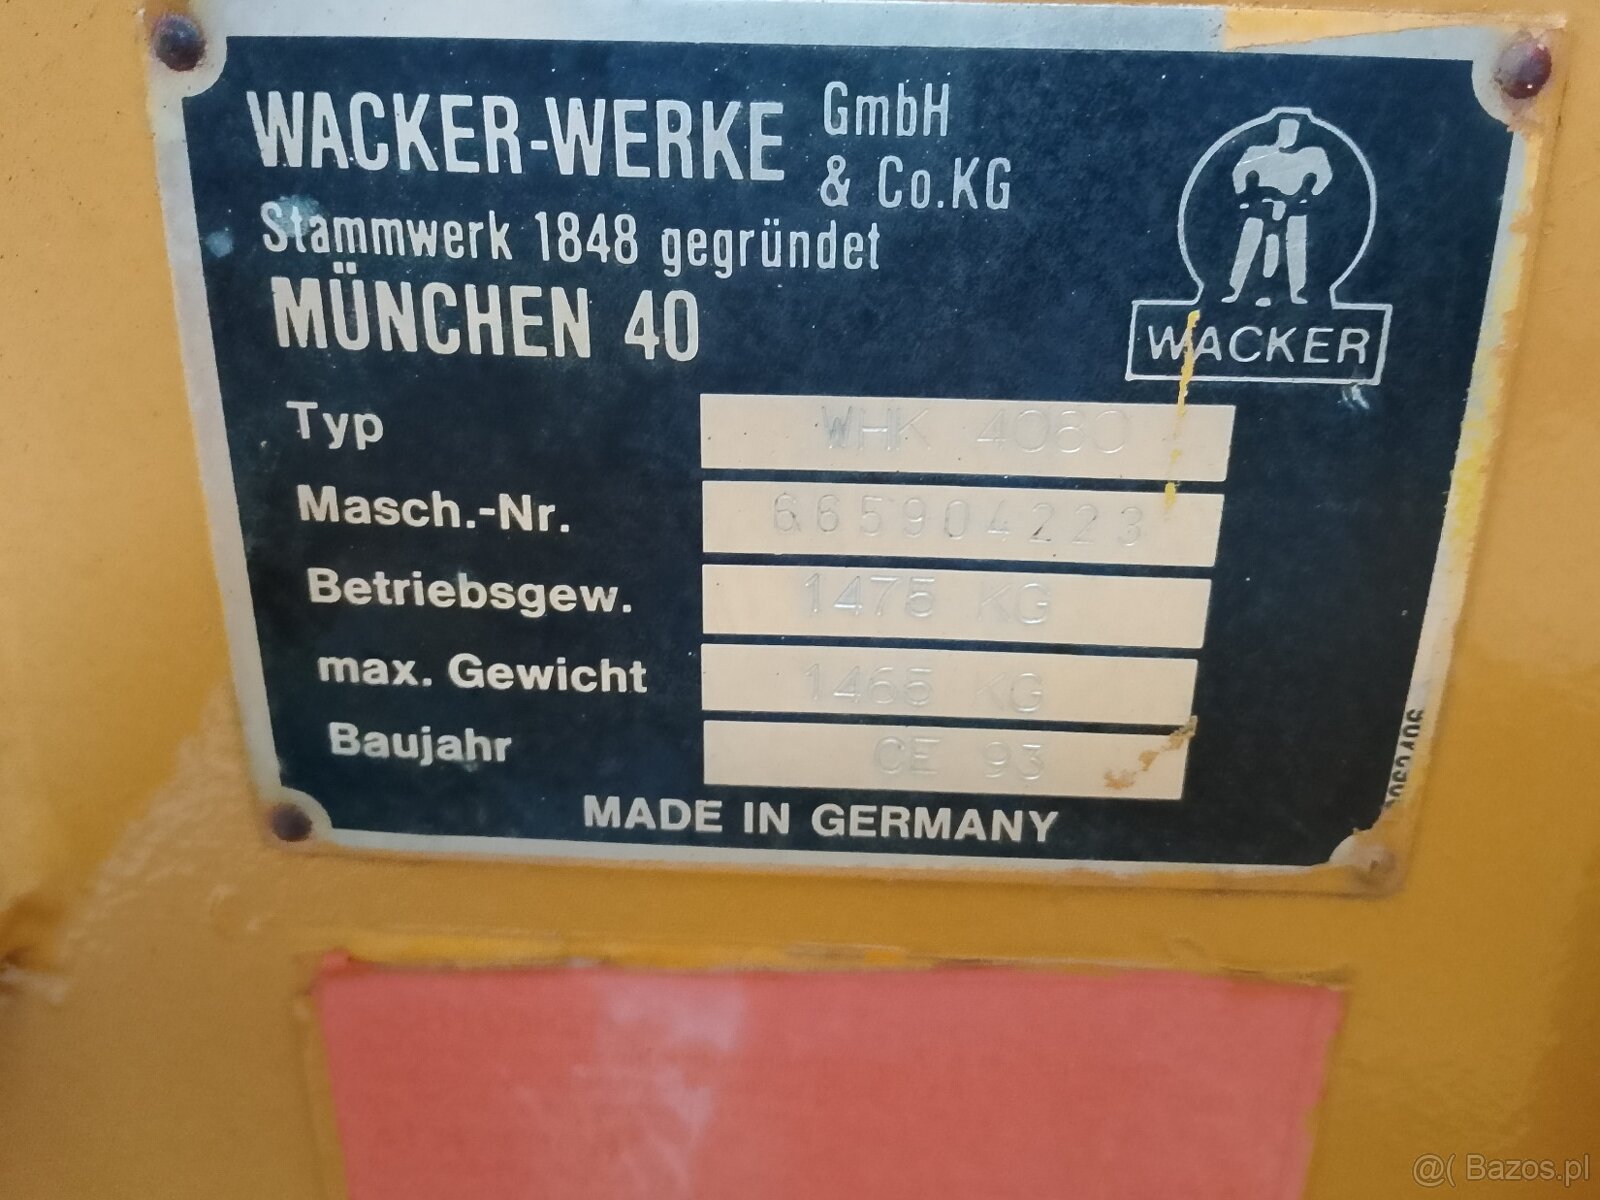 WACKER-WERKE GmbH & Co.KG
Stammwerk 1848 gegründet
MÜNCHEN 40
WACKER
Typ WHK 4080
Masch.-Nr. 665904223
Betriebsgew. 1475 KG
max. Gewicht 1465 KG
Baujahr CE 93
MADE IN GERMANY
@( Bazos.pl